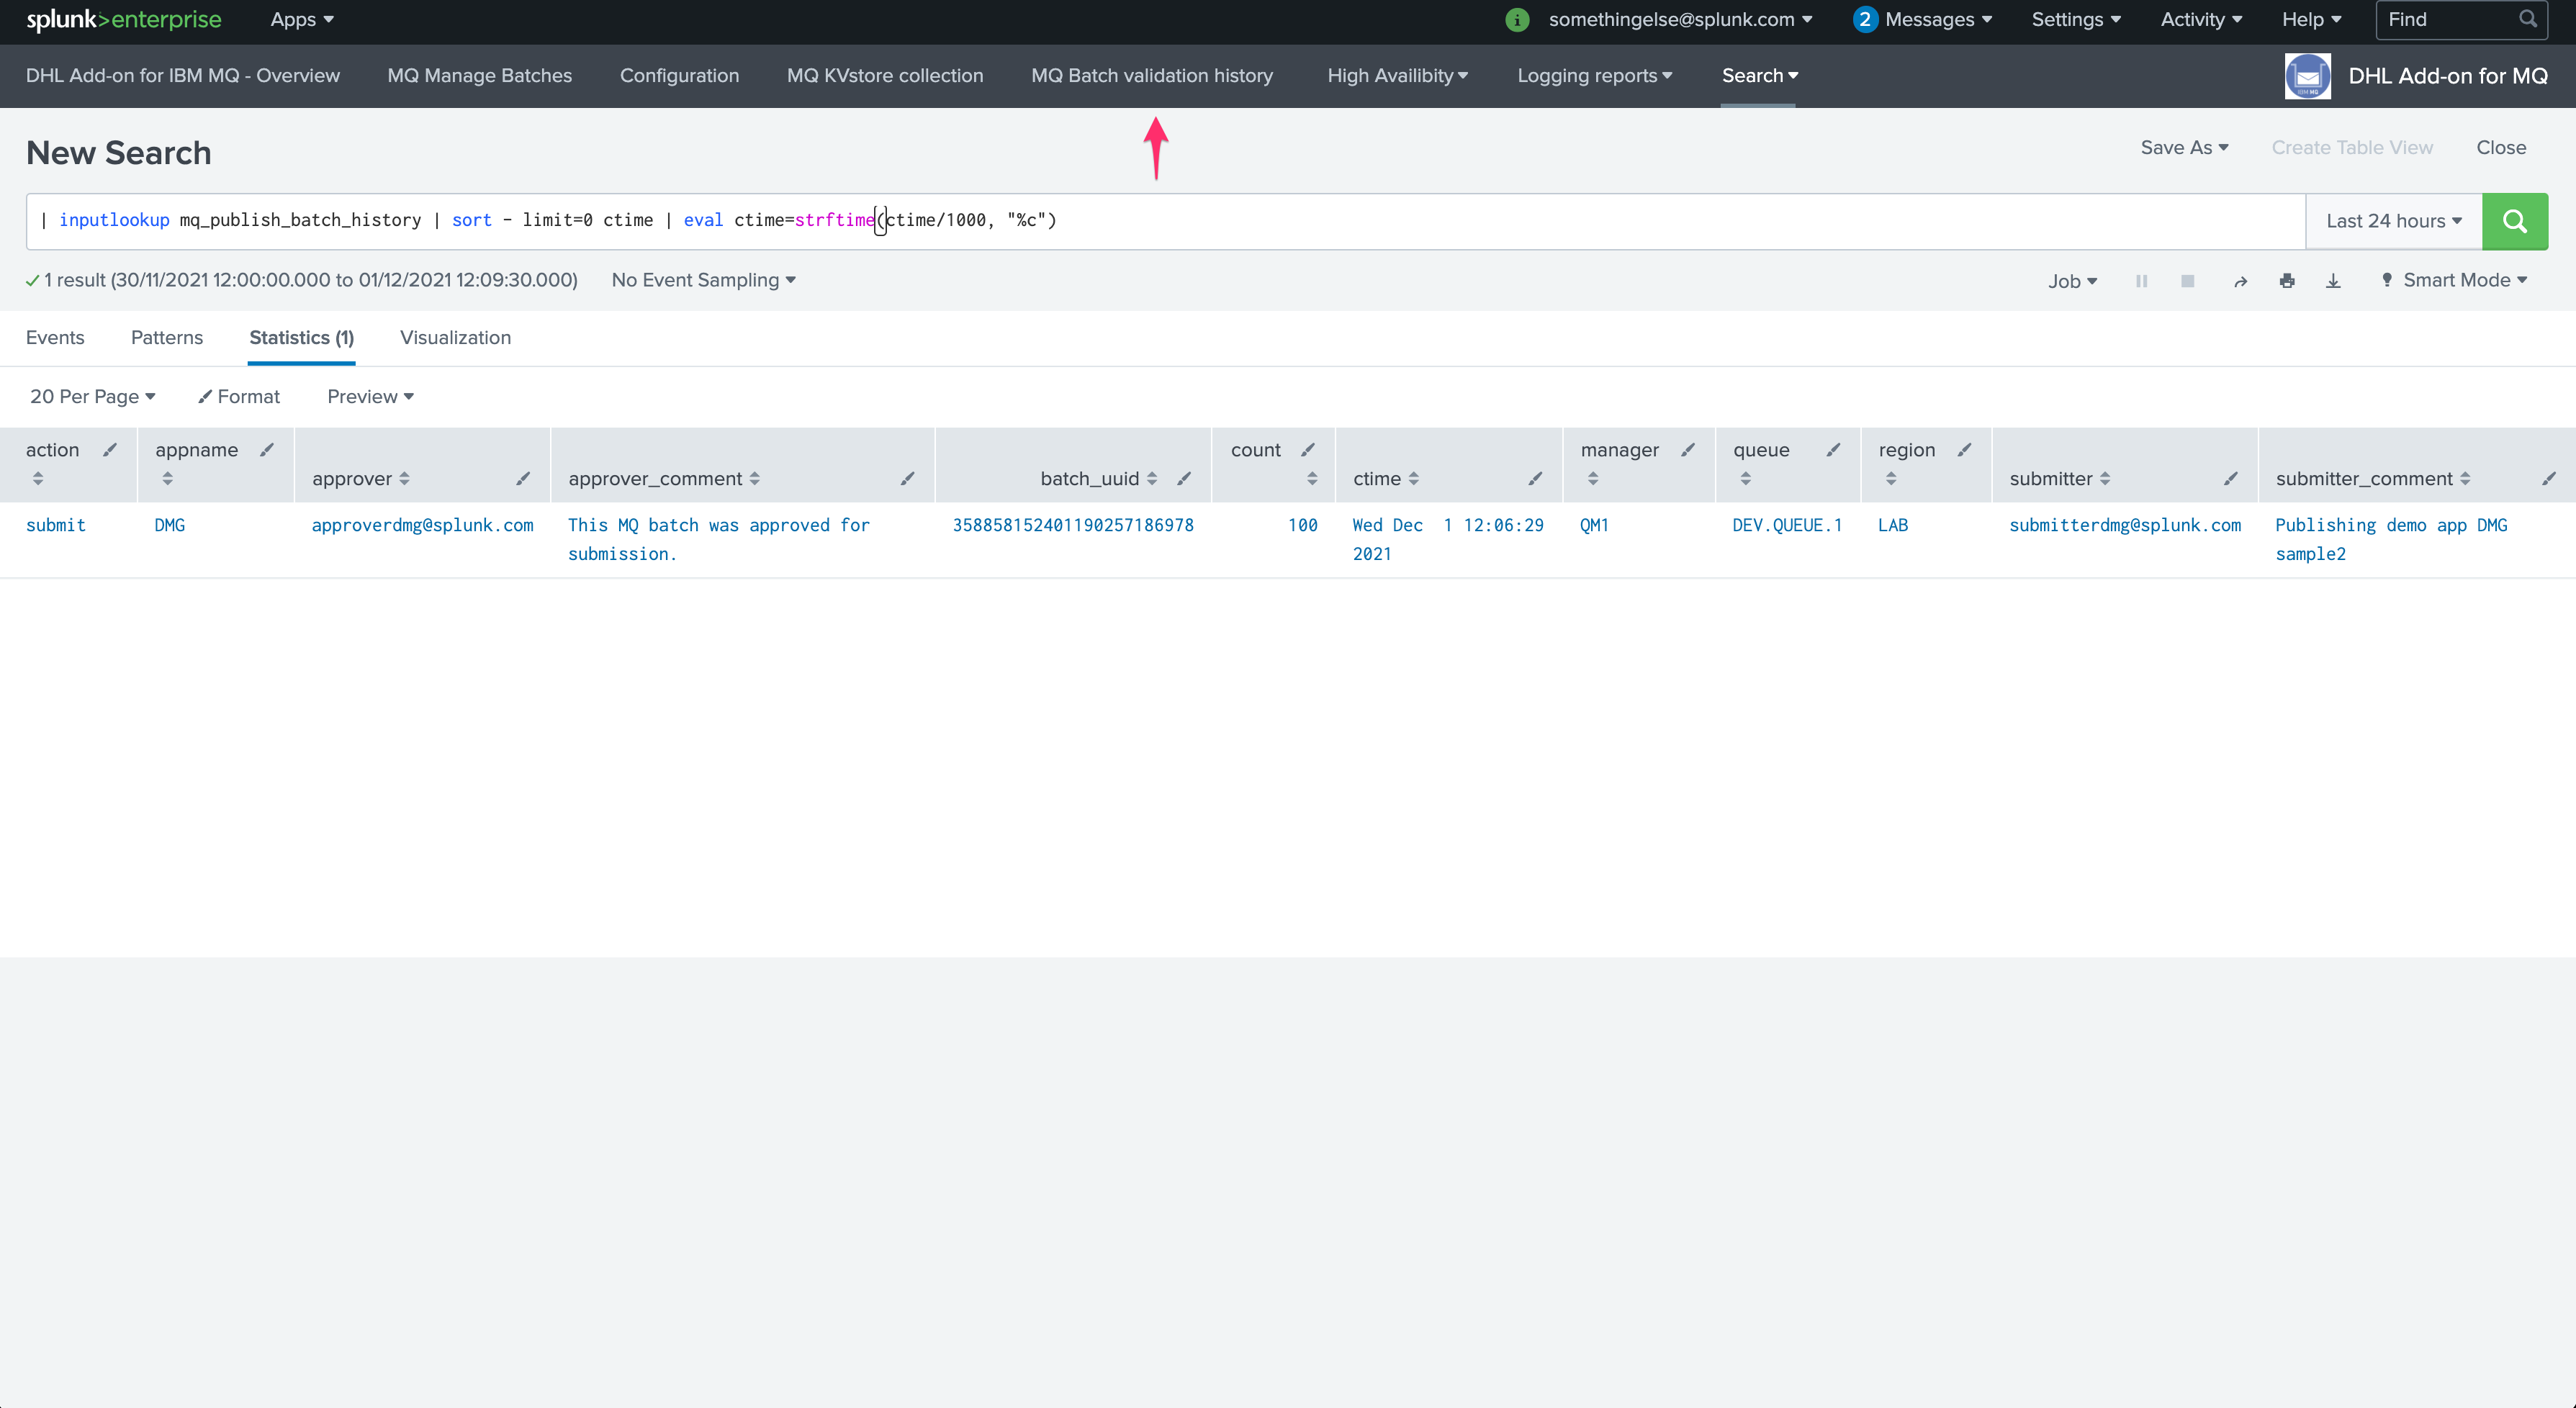 splunk>enterprise Apps somethingelse@splunk.com 2 Messages Settings Activity Help Find
DHL Add-on for IBM MQ - Overview MQ Manage Batches Configuration MQ KVstore collection MQ Batch validation history High Availibity Logging reports Search DHL Add-on for MQ
New Search Save As Create Table View Close
| inputlookup mq_publish_batch_history | sort - limit=0 ctime | eval ctime=strftime(ctime/1000, "%c") Last 24 hours
1 result (30/11/2021 12:00:00.000 to 01/12/2021 12:09:30.000) No Event Sampling Job Smart Mode
Events Patterns Statistics (1) Visualization
20 Per Page Format Preview
action appname approver approver_comment batch_uuid count ctime manager queue region submitter submitter_comment
submit DMG approverdmg@splunk.com This MQ batch was approved for 358858152401190257186978 100 Wed Dec 1 12:06:29 QM1 DEV.QUEUE.1 LAB submitterdmg@splunk.com Publishing demo app DMG
submission. 2021 sample2